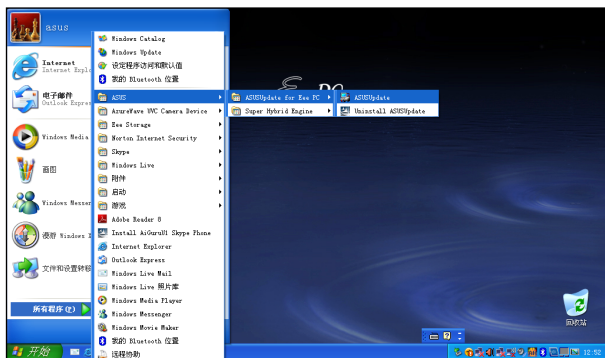 asus
Internet
Internet Expl
电子邮件
Outlook Expres
Windows Media
画图
Windows Messen
漫游 Windows X
文件和设置转移
所有程序(P)
Windows Catalog
Windows Update
设定程序访问和默认值
我的 Bluetooth 位置
ASUS
AzureWave UVC Camera Device
Eee Storage
Norton Internet Security
Skype
Windows Live
附件
启动
游戏
Adobe Reader 8
Install AiGuruU1 Skype Phone
Internet Explorer
Outlook Express
Windows Live Mail
Windows Live 照片库
Windows Media Player
Windows Messenger
Windows Movie Maker
我的 Bluetooth 位置
远程协助
ASUSUpdate for Eee PC
Super Hybrid Engine
ASUSUpdate
Uninstall ASUSUpdate
PC
回收站
开始
12:52